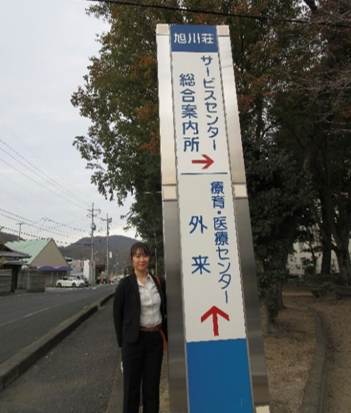 旭川荘
サービスセンター
総合案内所
療育・医療センター
外来